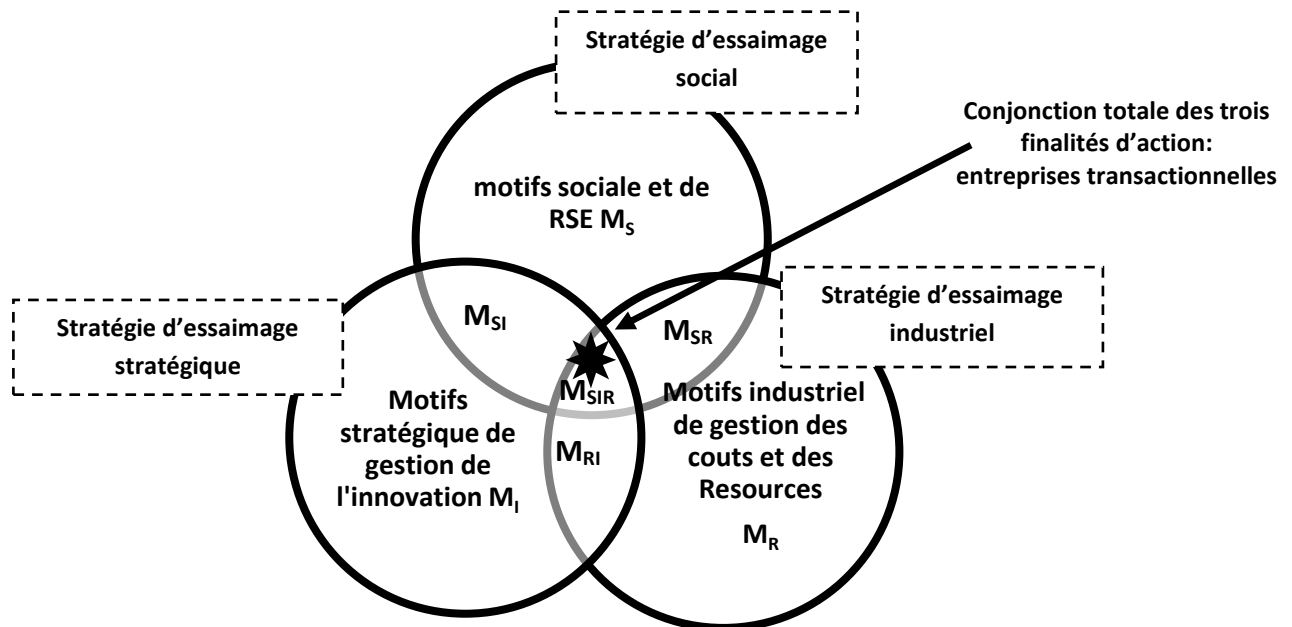 Stratégie d’essaimage
social
Conjonction totale des trois
finalités d’action:
entreprises transactionnelles
motifs sociale et de
RSE MS
Stratégie d’essaimage
industriel
Stratégie d’essaimage
stratégique
MSI
MSR
MSIR
Motifs
stratégique de
gestion de
l'innovation MI
MRI
Motifs industriel
de gestion des
couts et des
Resources
MR